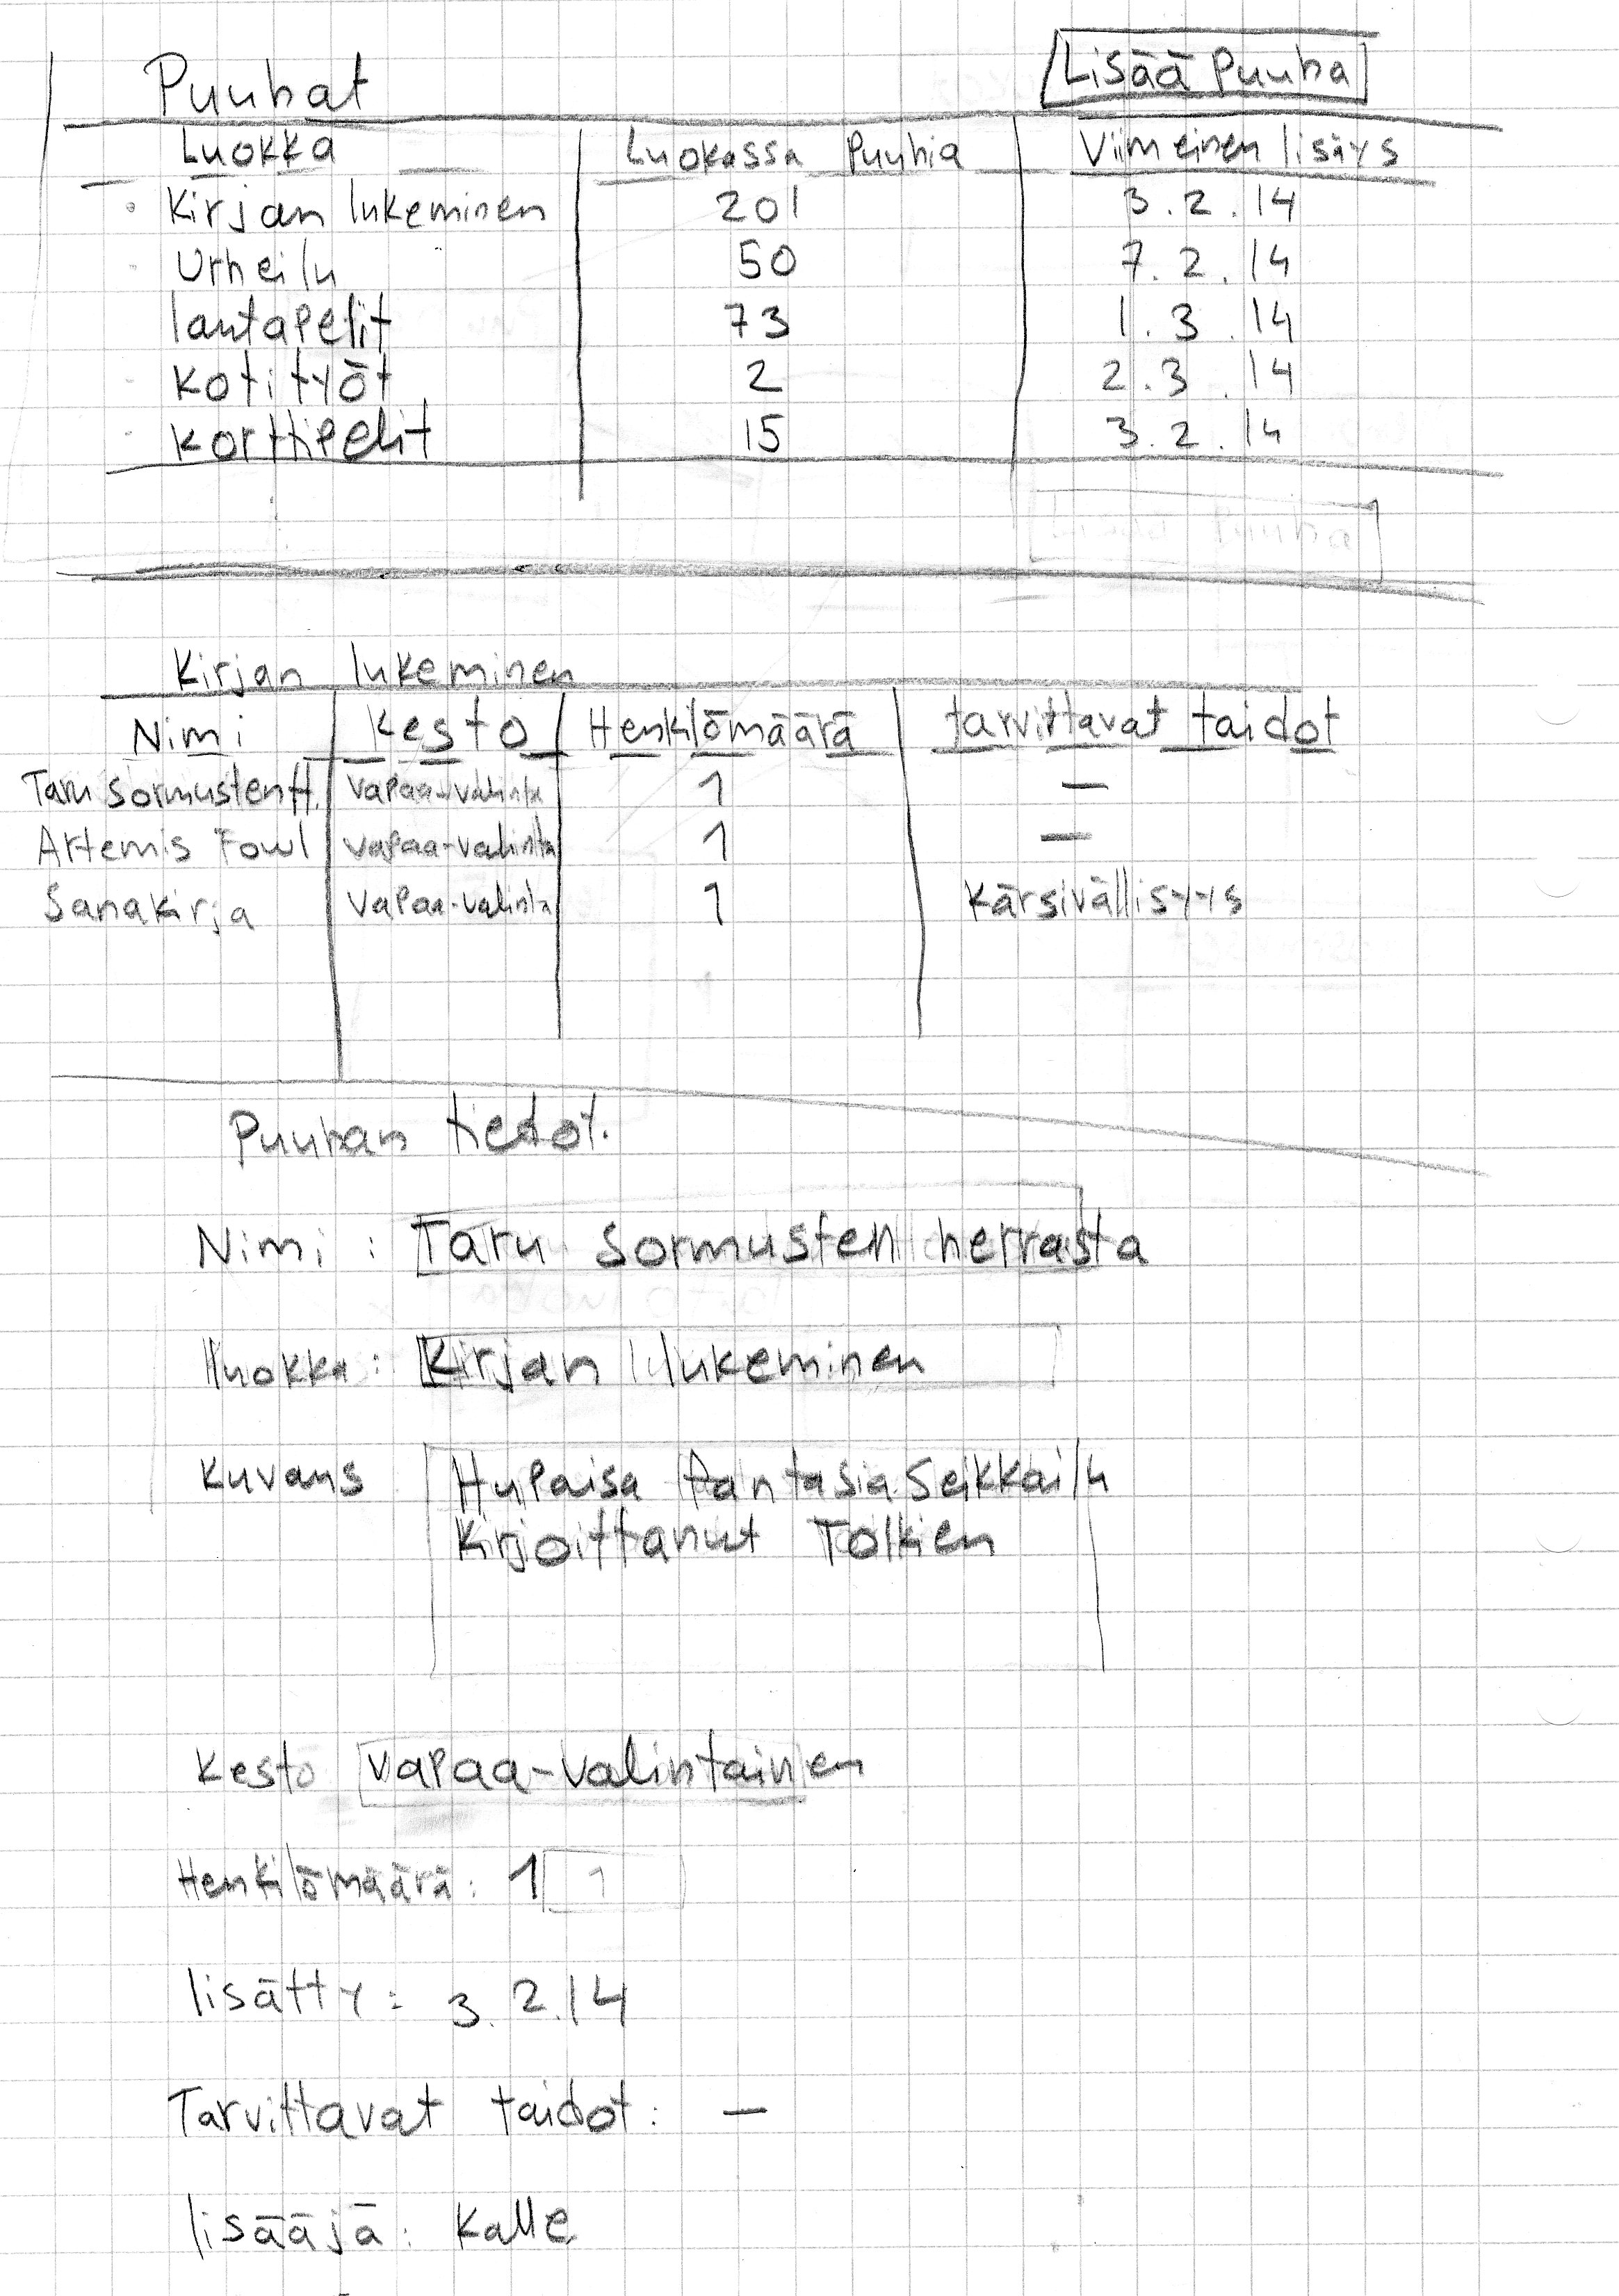 Puuhat Lisää Puuha
Luokka Luokassa Puuhia Viimeinen lisäys
Kirjan lukeminen 201 3.2.14
Urheilu 50 7.2.14
lautapelit 73 1.3.14
Kotityöt 2 2.3.14
Korttipelit 15 3.2.14
Kirjan lukeminen
Nimi Kesto Henkilömäärä tarvittavat taidot
Taru sormusten H. vapaa-valinta 1 —
Artemis Fowl vapaa-valinta 1 —
Sanakirja vapaa-valinta 1 Kärsivällisyys
Puuhan tiedot.
Nimi : Taru sormusten herrasta
luokka : Kirjan lukeminen
Kuvaus Hupaisa fantasia seikkailu
Kirjoittanut Tolkien
Kesto vapaa-valintainen
Henkilömäärä : 1 1
lisätty : 3.2.14
Tarvittavat taidot : —
lisääjä : Kalle